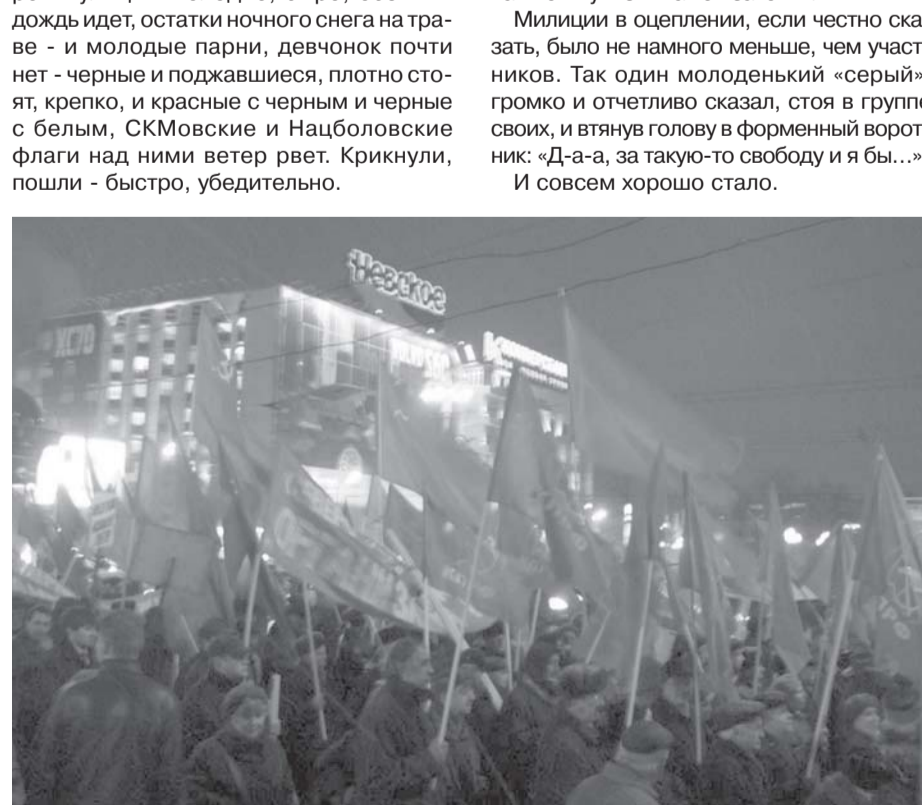 дождь идет, остатки ночного снега на тра-
ве - и молодые парни, девчонок почти
нет - черные и поджавшиеся, плотно сто-
ят, крепко, и красные с черным и черные
с белым, СКМовские и Нацболовские
флаги над ними ветер рвет. Крикнули,
пошли - быстро, убедительно.
Милиции в оцеплении, если честно ска
зать, было не намного меньше, чем участ
ников. Так один молоденький «серый»
громко и отчетливо сказал, стоя в группе
своих, и втянув голову в форменный ворот
ник: «Д-а-а, за такую-то свободу и я бы...»
И совсем хорошо стало.
Невское